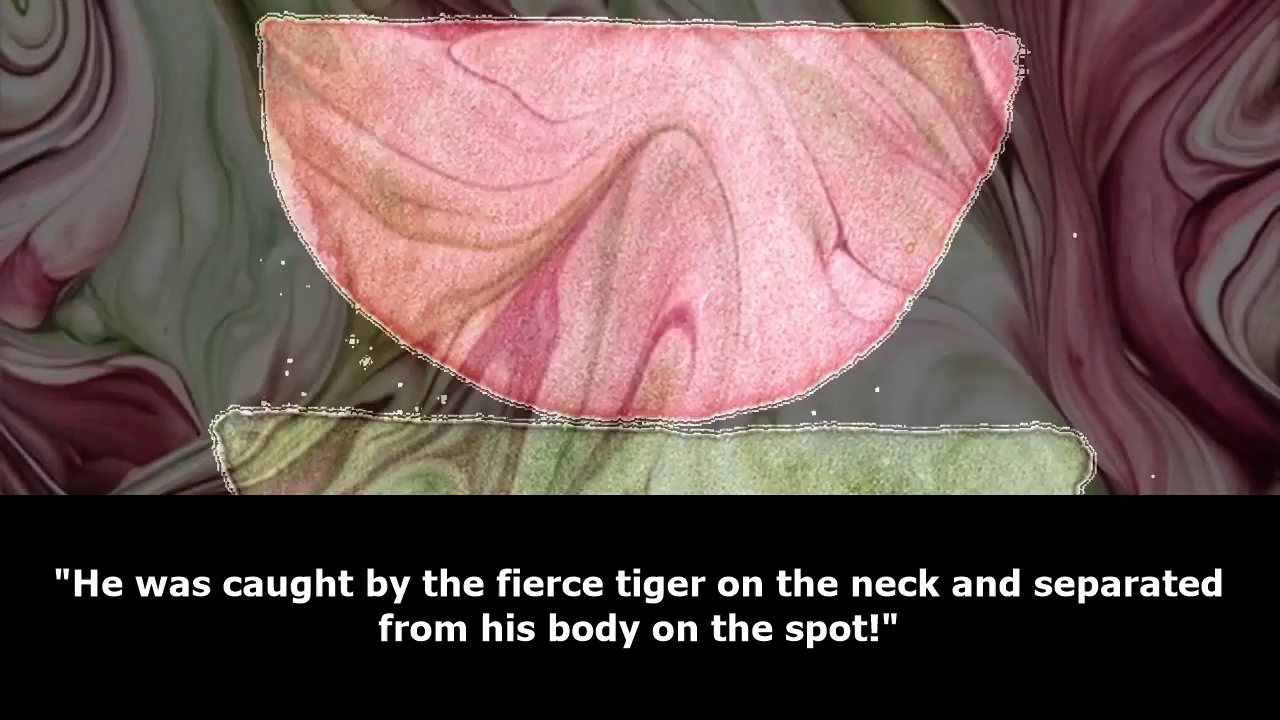 "He was caught by the fierce tiger on the neck and separated
from his body on the spot!"